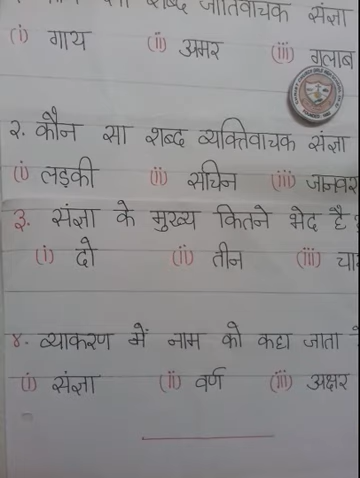 शब्द जातिवाचक संज्ञा
(i) गाय (ii) अमर (iii) गुलाब
२. कौन सा शब्द व्यक्तिवाचक संज्ञा
(i) लड़की (ii) सचिन (iii) जानवर
३. संज्ञा के मुख्य कितने भेद है
(i) दो (ii) तीन (iii) चा
४. व्याकरण में नाम को कहा जाता
(i) संज्ञा (ii) वर्ण (iii) अक्षर